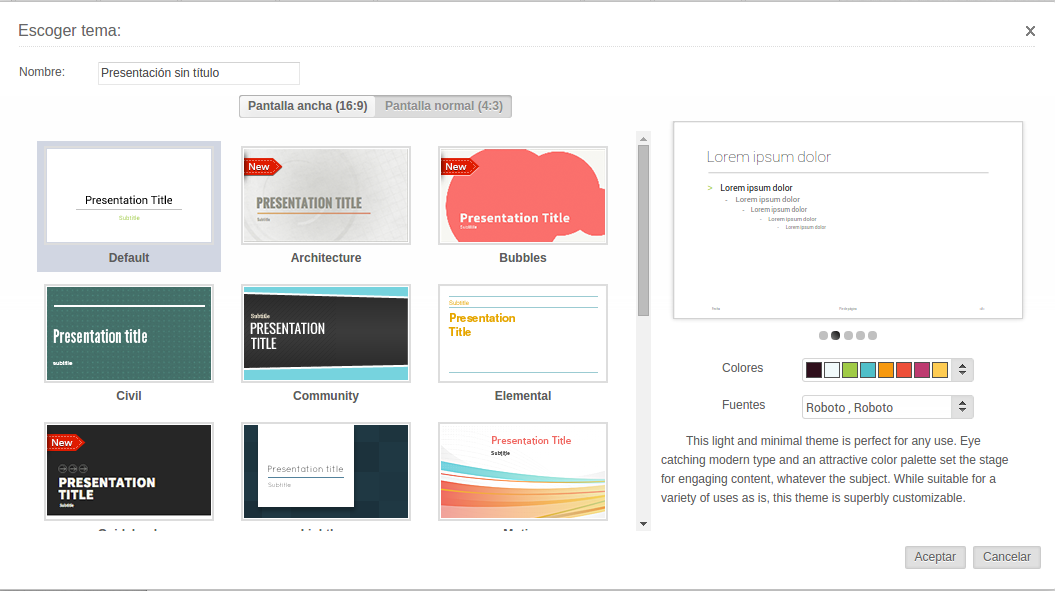 Escoger tema:
Nombre:
Presentación sin título
Pantalla ancha (16:9)
Pantalla normal (4:3)
Presentation Title
Subtitle
Default
New
PRESENTATION TITLE
Subtitle
Architecture
New
Presentation Title
Subtitle
Bubbles
Presentation title
subtitle
Civil
Subtitle
PRESENTATION
TITLE
Community
Subtitle
Presentation
Title
Elemental
New
PRESENTATION
TITLE
Subtitle
Presentation title
Subtitle
Presentation Title
Subtitle
Lorem ipsum dolor
> Lorem ipsum dolor
- Lorem ipsum dolor
- Lorem ipsum dolor
- Lorem ipsum dolor
- Lorem ipsum dolor
Colores
Fuentes
Roboto , Roboto
This light and minimal theme is perfect for any use. Eye
catching modern type and an attractive color palette set the stage
for engaging content, whatever the subject. While suitable for a
variety of uses as is, this theme is superbly customizable.
Aceptar
Cancelar